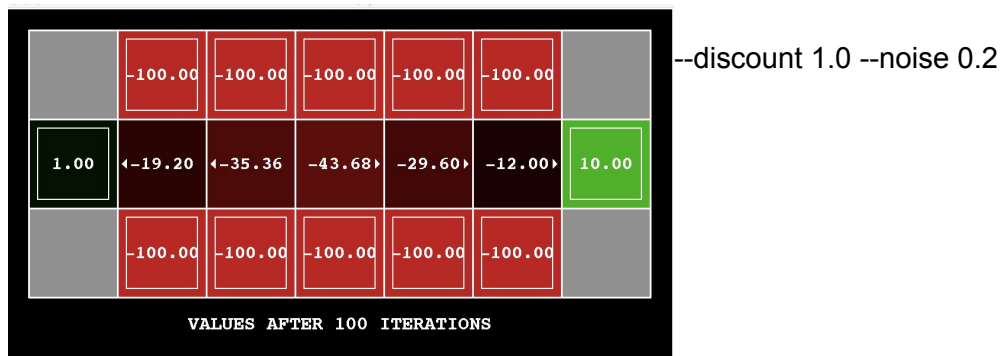 -100.00 -100.00 -100.00 -100.00 -100.00
--discount 1.0 --noise 0.2
1.00 -19.20 -35.36 -43.68 -29.60 -12.00 10.00
-100.00 -100.00 -100.00 -100.00 -100.00
VALUES AFTER 100 ITERATIONS